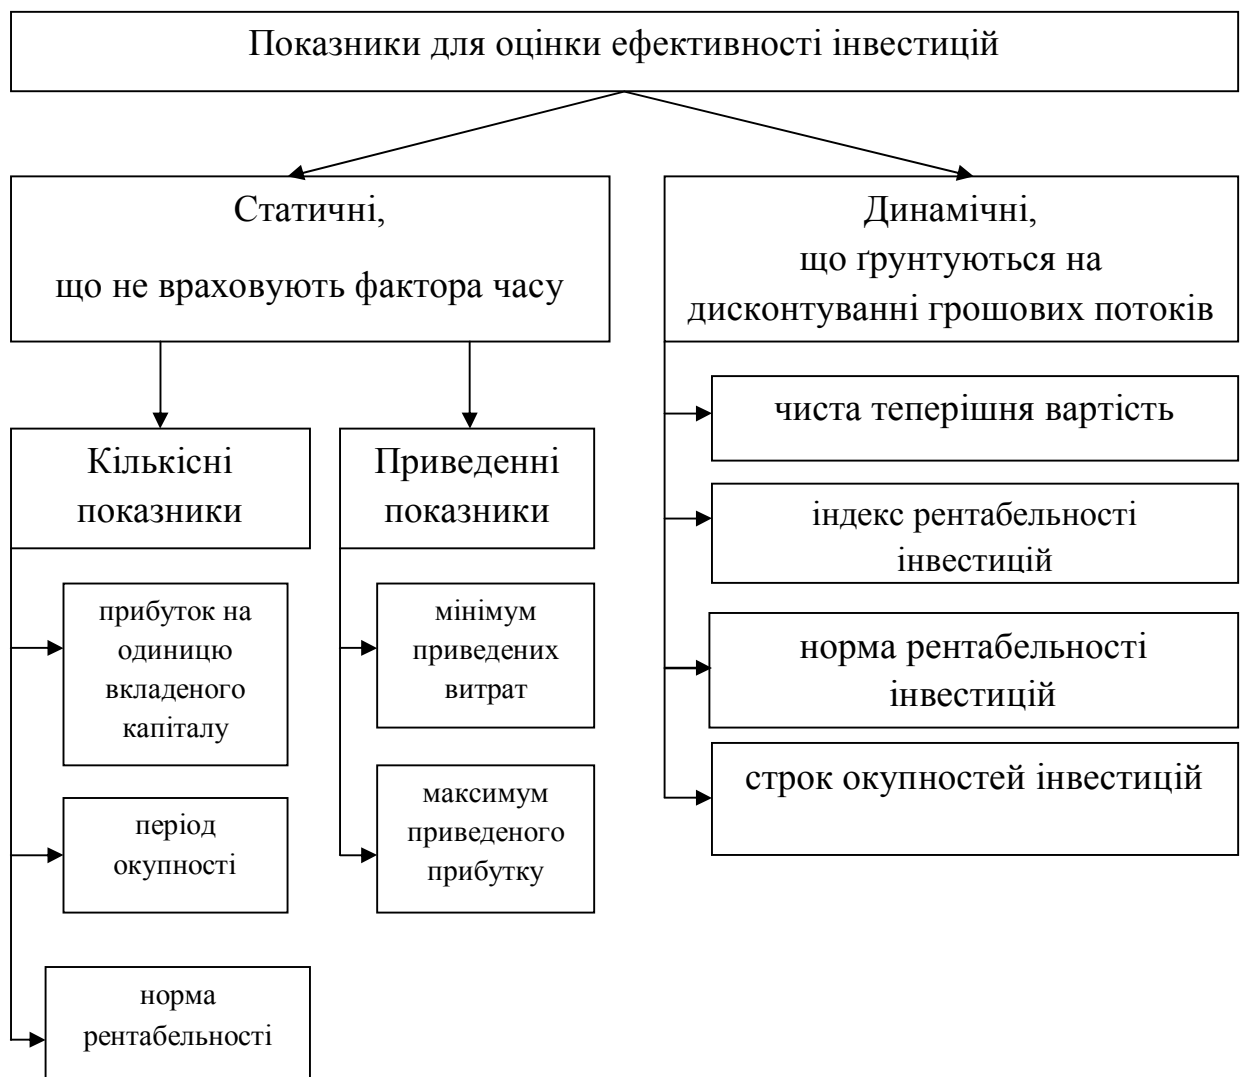 Показники для оцінки ефективності інвестицій
Статичні,
що не враховують фактора часу
Динамічні,
що ґрунтуються на
дисконтуванні грошових потоків
Кількісні
показники
прибуток на
одиницю
вкладеного
капіталу
період
окупності
норма
рентабельності
Приведенні
показники
мінімум
приведених
витрат
максимум
приведеного
прибутку
чиста теперішня вартість
індекс рентабельності
інвестицій
норма рентабельності
інвестицій
строк окупностей інвестицій